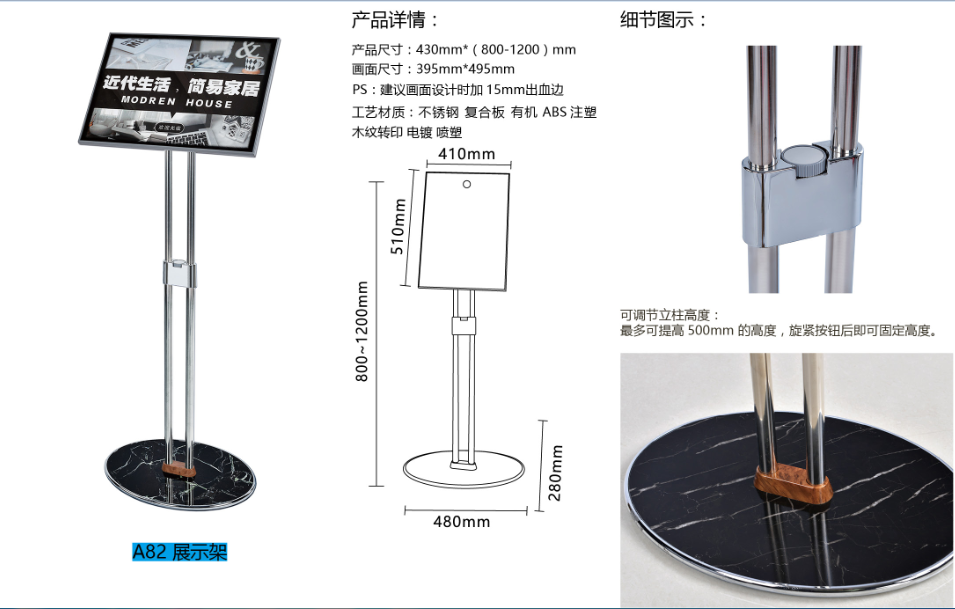 近代生活，简易家居
MODREN HOUSE
A82 展示架
产品详情：
产品尺寸：430mm*（800-1200）mm
画面尺寸：395mm*495mm
PS：建议画面设计时加 15mm出血边
工艺材质：不锈钢 复合板 有机 ABS 注塑
木纹转印 电镀 喷塑
410mm
510mm
800~1200mm
280mm
480mm
细节图示：
可调节立柱高度：
最多可提高 500mm 的高度，旋紧按钮后即可固定高度。